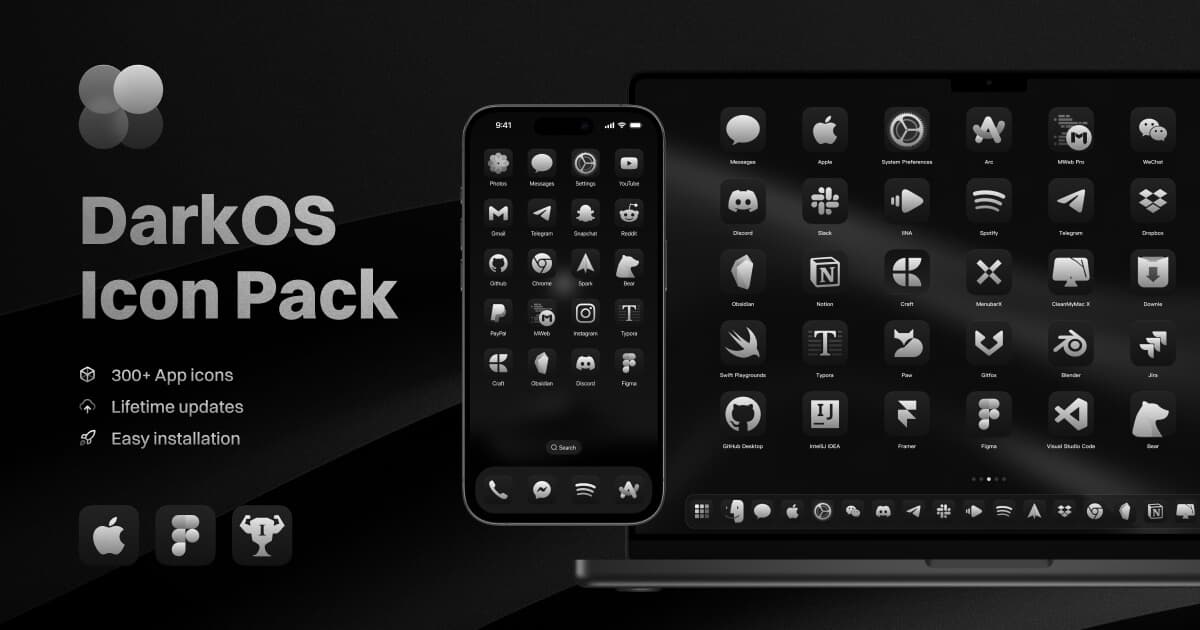 DarkOS
Icon Pack
300+ App icons
Lifetime updates
Easy installation
I
9:41
Photos Messages Settings YouTube
Gmail Telegram Snapchat Reddit
Github Chrome Spark Bear
PayPal MWeb Instagram Typora
Craft Obsidian Discord Figma
Search
Messages Apple System Preferences Arc MWeb Pro WeChat
Discord Slack IINA Spotify Telegram Dropbox
Obsidian Notion Craft MenubarX CleanMyMac X Downie
Swift Playgrounds Typora Paw Gitfox Blender Jira
GitHub Desktop IntelliJ IDEA Framer Figma Visual Studio Code Bear